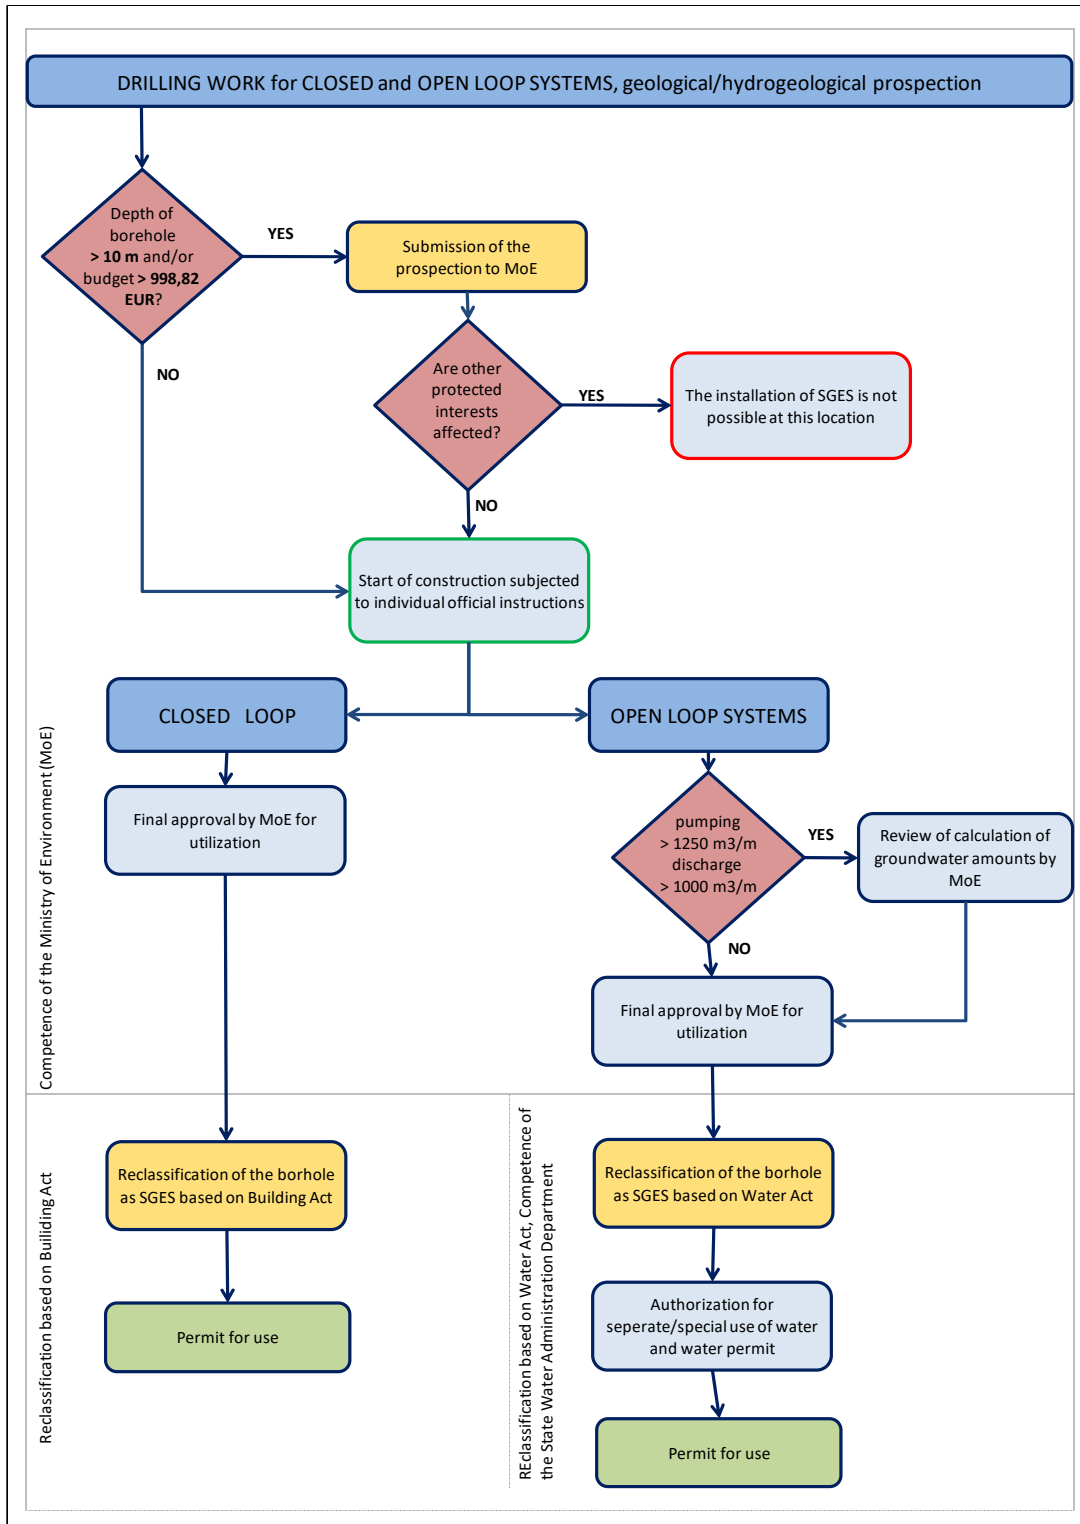 DRILLING WORK for CLOSED and OPEN LOOP SYSTEMS, geological/hydrogeological prospection
Depth of
borehole
> 10 m and/or
budget > 998,82
EUR?
YES
Submission of the
prospection to MoE
NO
Are other
protected
interests
affected?
YES
The installation of SGES is not
possible at this location
NO
Start of construction subjected
to individual official instructions
CLOSED LOOP
OPEN LOOP SYSTEMS
Final approval by MoE for
utilization
pumping
> 1250 m3/m
discharge
> 1000 m3/m
YES
Review of calculation of
groundwater amounts by
MoE
NO
Final approval by MoE for
utilization
Competence of the Ministry of Environment (MoE)
Reclassification based on Builiding Act
Reclassification of the borhole
as SGES based on Building Act
Permit for use
REclassification based on Water Act, Competence of
the State Water Administration Department
Reclassification of the borhole
as SGES based on Water Act
Authorization for
seperate/special use of water
and water permit
Permit for use